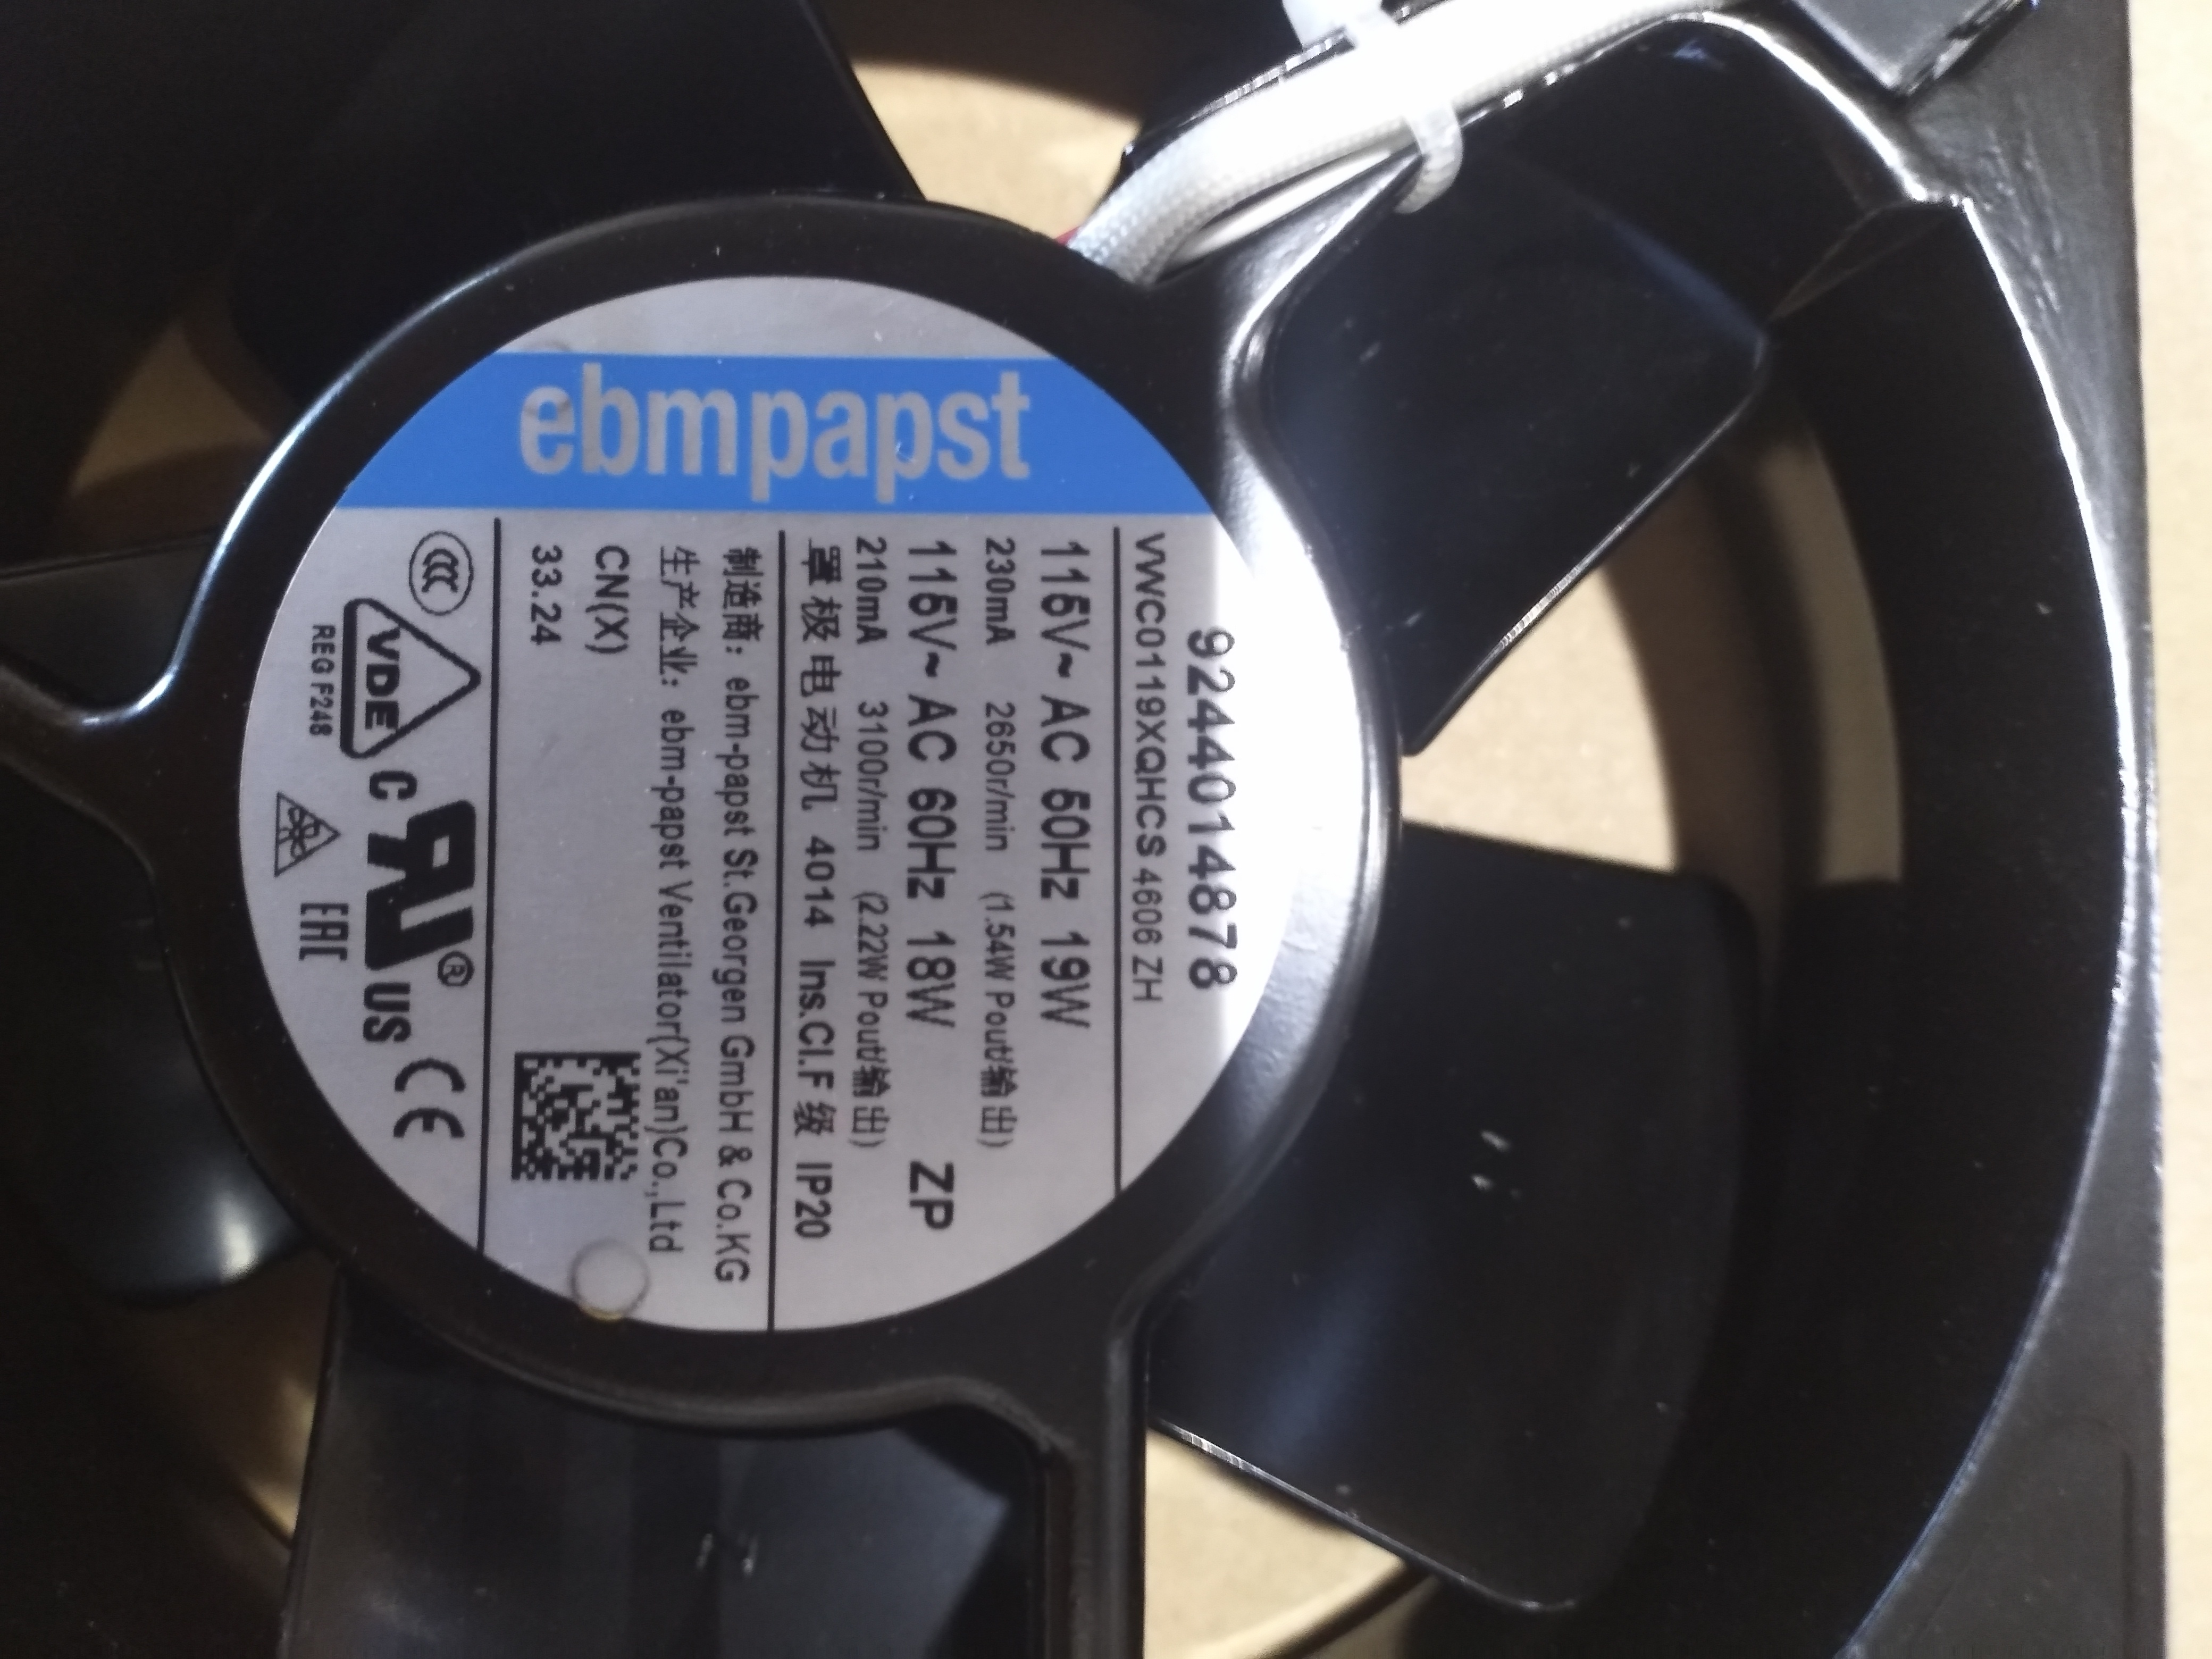 ebmpapst
9244014878
VWC0119XQHCS 4606 ZH
115V~ AC 50Hz 19W
230mA 2650r/min (1.54W Pout/输出)
115V~ AC 60Hz 18W ZP
210mA 3100r/min (2.22W Pout/输出)
罩极电动机 4014 Ins.Cl.F级 IP20
制造商：ebm-papst St.Georgen GmbH & Co.KG
生产企业：ebm-papst Ventilator(Xi'an)Co.,Ltd
CN(X)
33.24
CCC VDE C RU® US CE
REG F248 EAC